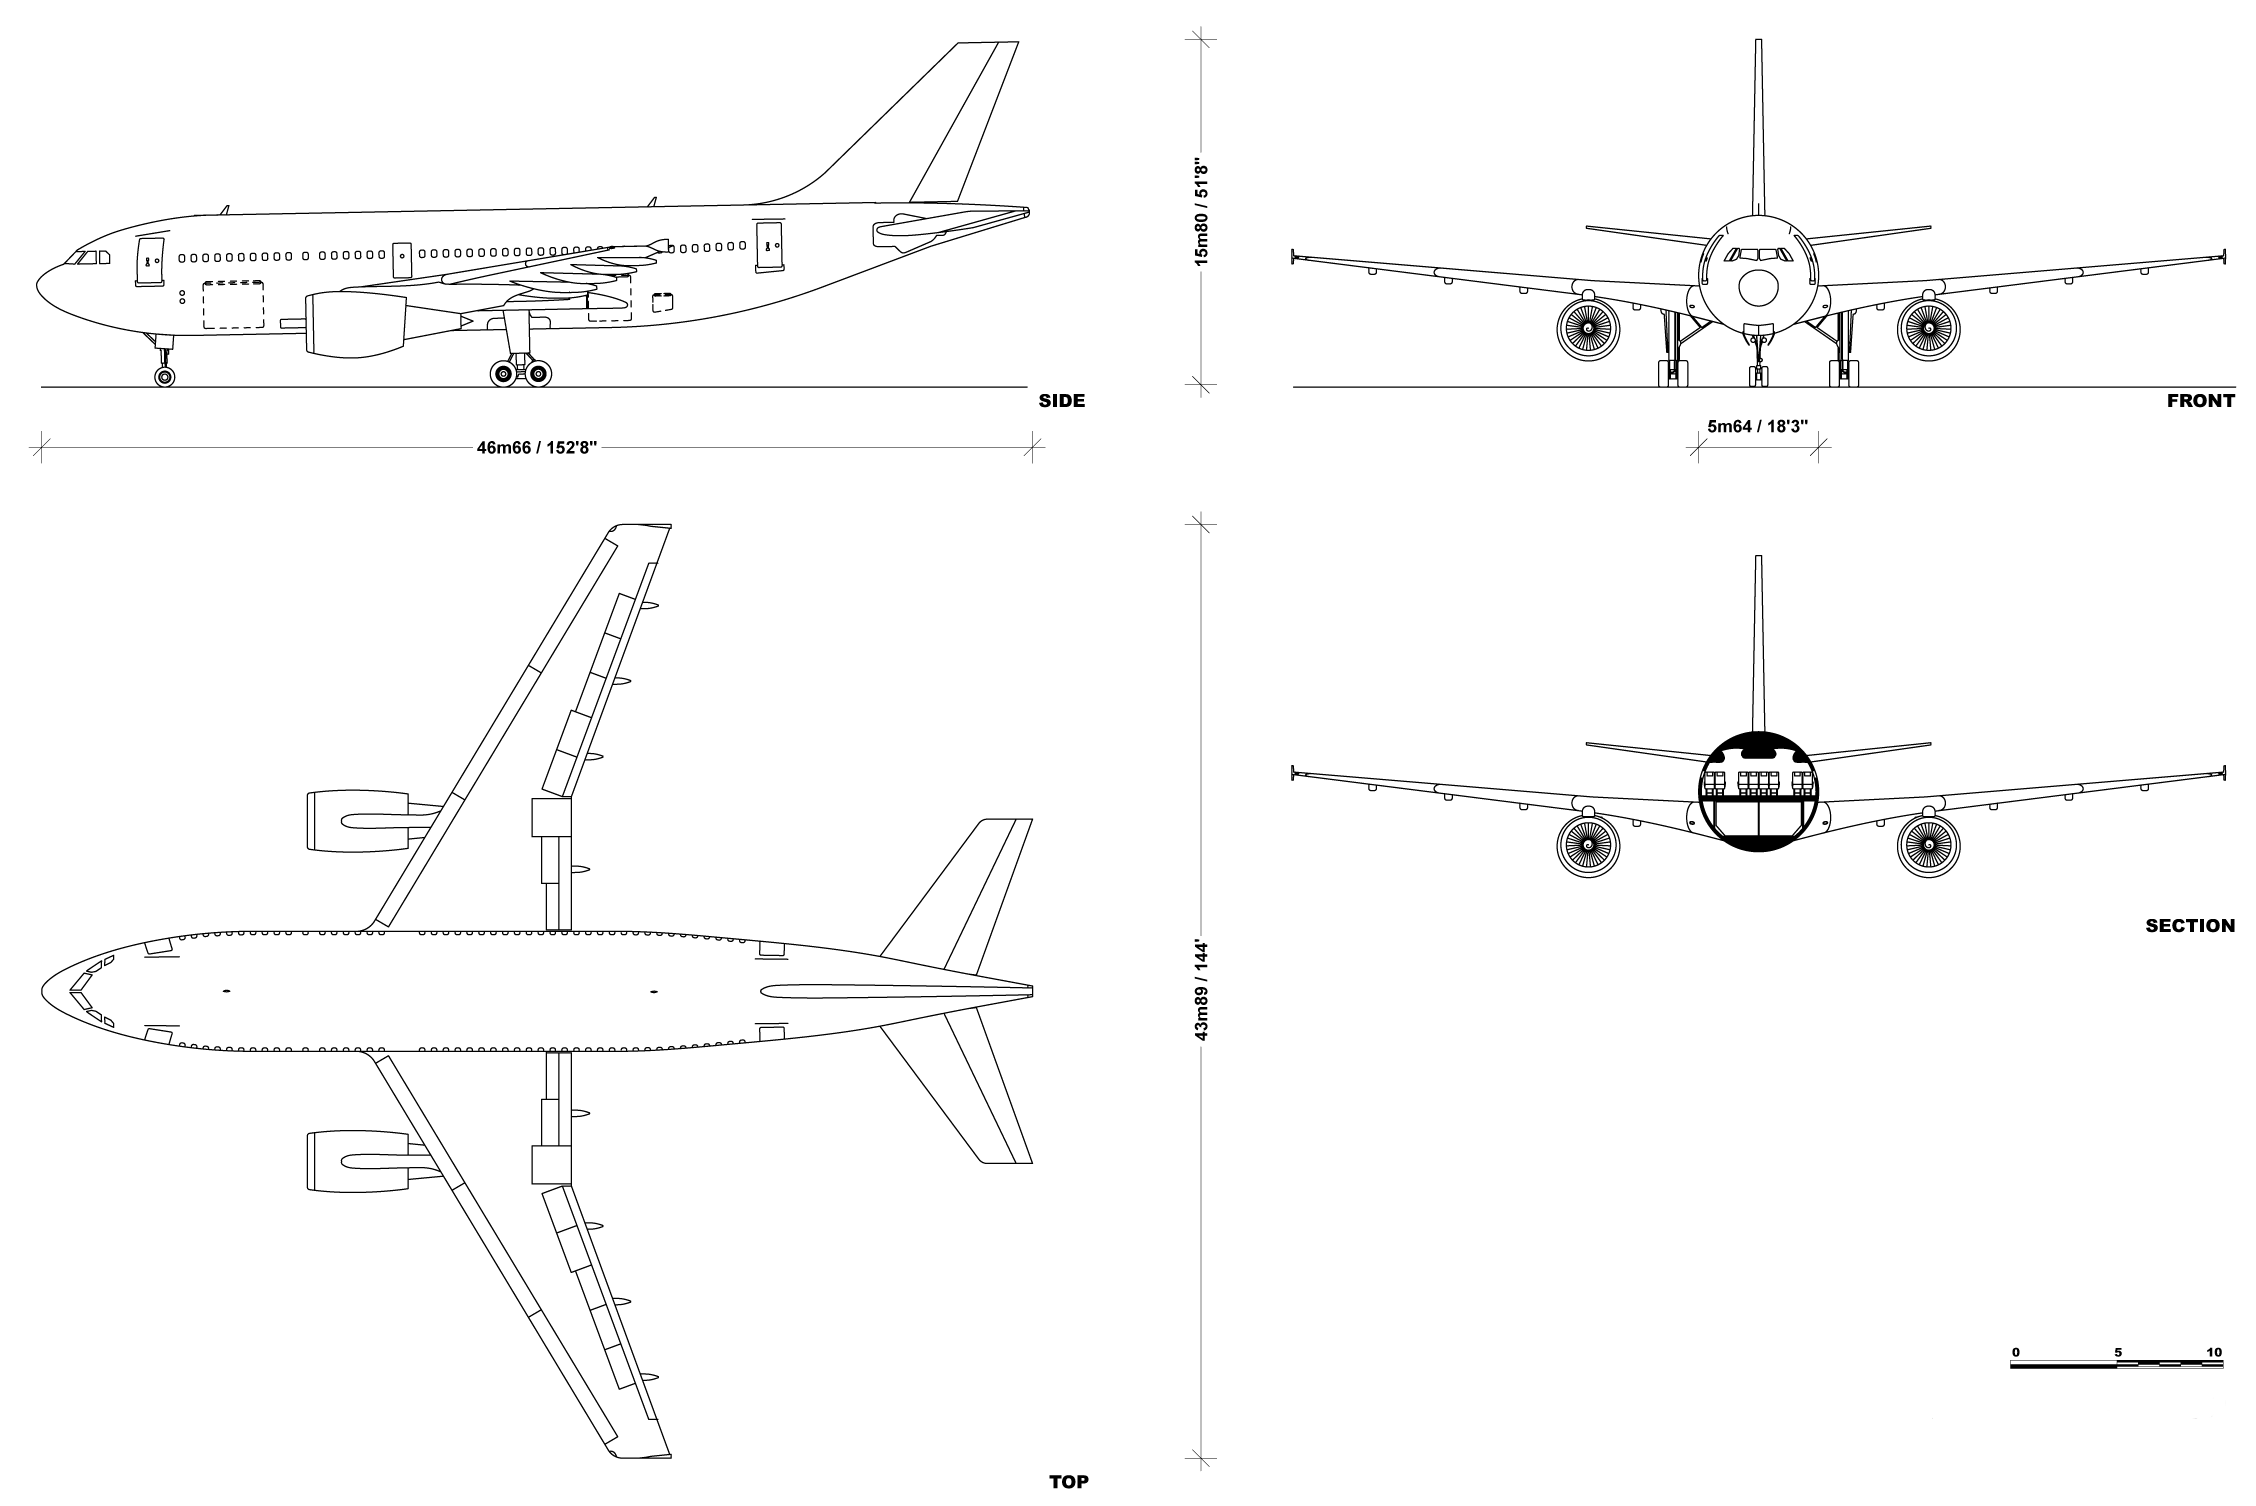 15m80 / 51'8"
SIDE
FRONT
46m66 / 152'8"
5m64 / 18'3"
43m89 / 144'
SECTION
0 5 10
TOP